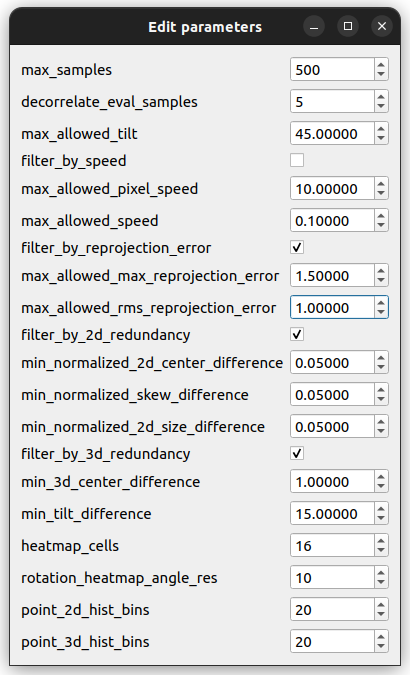 Edit parameters
max_samples 500
decorrelate_eval_samples 5
max_allowed_tilt 45.00000
filter_by_speed
max_allowed_pixel_speed 10.00000
max_allowed_speed 0.10000
filter_by_reprojection_error
max_allowed_max_reprojection_error 1.50000
max_allowed_rms_reprojection_error 1.00000
filter_by_2d_redundancy
min_normalized_2d_center_difference 0.05000
min_normalized_skew_difference 0.05000
min_normalized_2d_size_difference 0.05000
filter_by_3d_redundancy
min_3d_center_difference 1.00000
min_tilt_difference 15.00000
heatmap_cells 16
rotation_heatmap_angle_res 10
point_2d_hist_bins 20
point_3d_hist_bins 20